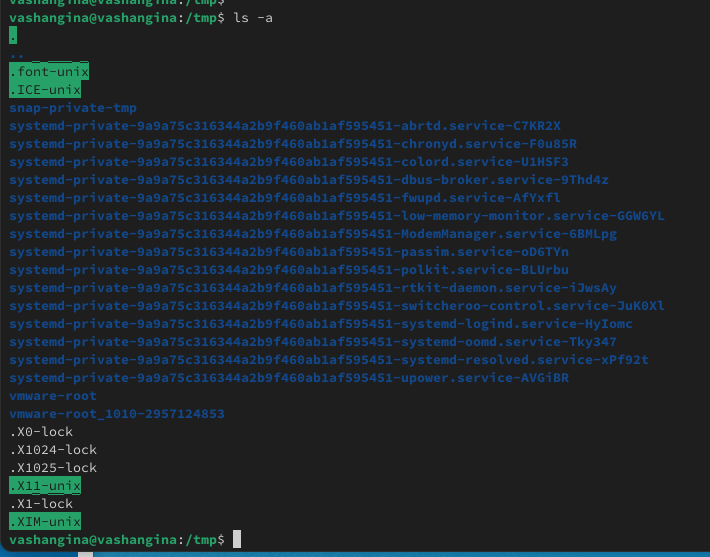 vashangina@vashangina:/tmp$
vashangina@vashangina:/tmp$ ls -a
.
..
.font-unix
.ICE-unix
snap-private-tmp
systemd-private-9a9a75c316344a2b9f460ab1af595451-abrtd.service-C7KR2X
systemd-private-9a9a75c316344a2b9f460ab1af595451-chronyd.service-F0u85R
systemd-private-9a9a75c316344a2b9f460ab1af595451-colord.service-U1HSF3
systemd-private-9a9a75c316344a2b9f460ab1af595451-dbus-broker.service-9Thd4z
systemd-private-9a9a75c316344a2b9f460ab1af595451-fwupd.service-AfYxfl
systemd-private-9a9a75c316344a2b9f460ab1af595451-low-memory-monitor.service-GGW6YL
systemd-private-9a9a75c316344a2b9f460ab1af595451-ModemManager.service-6BMLpg
systemd-private-9a9a75c316344a2b9f460ab1af595451-passim.service-oD6TYn
systemd-private-9a9a75c316344a2b9f460ab1af595451-polkit.service-BLUrbu
systemd-private-9a9a75c316344a2b9f460ab1af595451-rtkit-daemon.service-iJwsAy
systemd-private-9a9a75c316344a2b9f460ab1af595451-switcheroo-control.service-JuK0Xl
systemd-private-9a9a75c316344a2b9f460ab1af595451-systemd-logind.service-HyIomc
systemd-private-9a9a75c316344a2b9f460ab1af595451-systemd-oomd.service-Tky347
systemd-private-9a9a75c316344a2b9f460ab1af595451-systemd-resolved.service-xPf92t
systemd-private-9a9a75c316344a2b9f460ab1af595451-upower.service-AVGiBR
vmware-root
vmware-root_1010-2957124853
.X0-lock
.X1024-lock
.X1025-lock
.X11-unix
.X1-lock
.XIM-unix
vashangina@vashangina:/tmp$